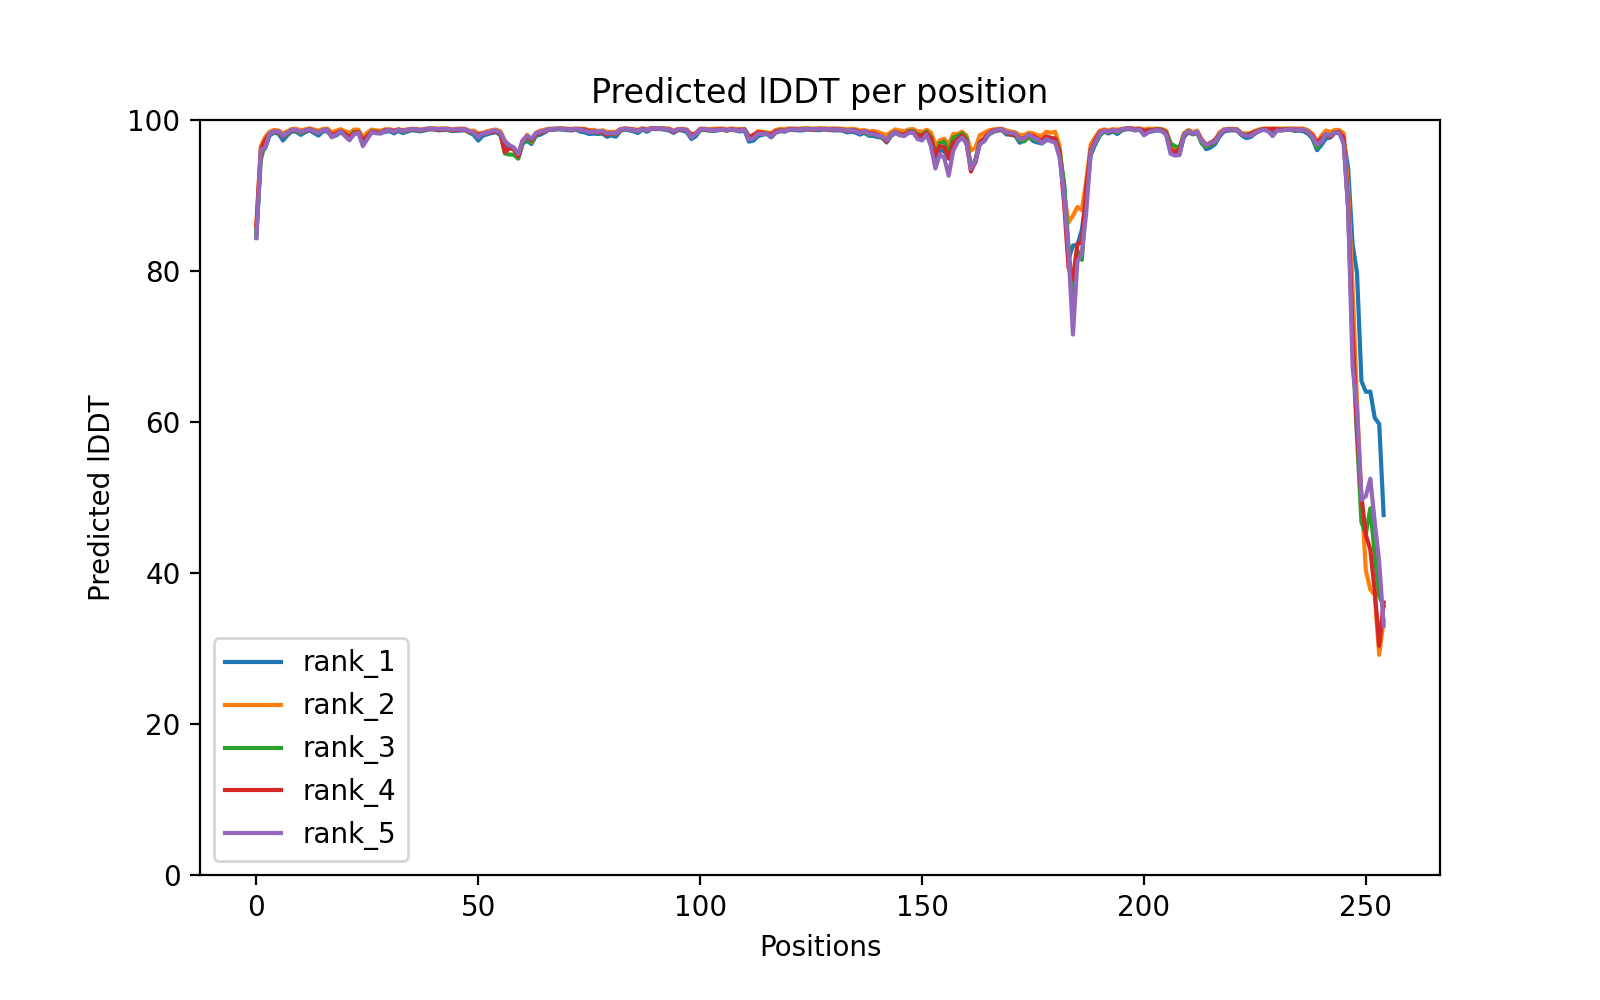 Predicted lDDT per position
100
80
60
40
20
0
Predicted lDDT
rank_1
rank_2
rank_3
rank_4
rank_5
0 50 100 150 200 250
Positions